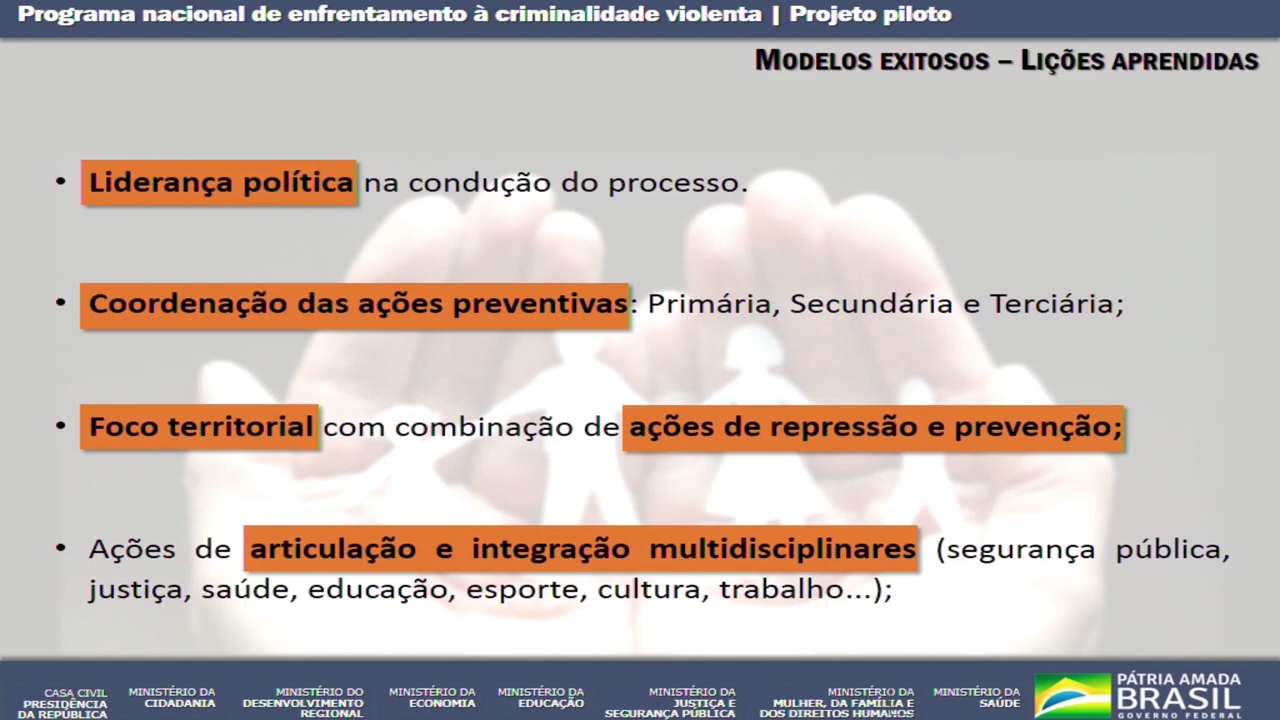 Programa nacional de enfrentamento à criminalidade violenta | Projeto piloto
MODELOS EXITOSOS – LIÇÕES APRENDIDAS
• Liderança política na condução do processo.
• Coordenação das ações preventivas: Primária, Secundária e Terciária;
• Foco territorial com combinação de ações de repressão e prevenção;
• Ações de articulação e integração multidisciplinares (segurança pública,
justiça, saúde, educação, esporte, cultura, trabalho...);
CASA CIVIL
PRESIDÊNCIA
DA REPÚBLICA
MINISTÉRIO DA
CIDADANIA
MINISTÉRIO DO
DESENVOLVIMENTO
REGIONAL
MINISTÉRIO DA
ECONOMIA
MINISTÉRIO DA
EDUCAÇÃO
MINISTÉRIO DA
JUSTIÇA E
SEGURANÇA PÚBLICA
MINISTÉRIO DA
MULHER, DA FAMÍLIA E
DOS DIREITOS HUMANOS
MINISTÉRIO DA
SAÚDE
PÁTRIA AMADA
BRASIL
GOVERNO FEDERAL